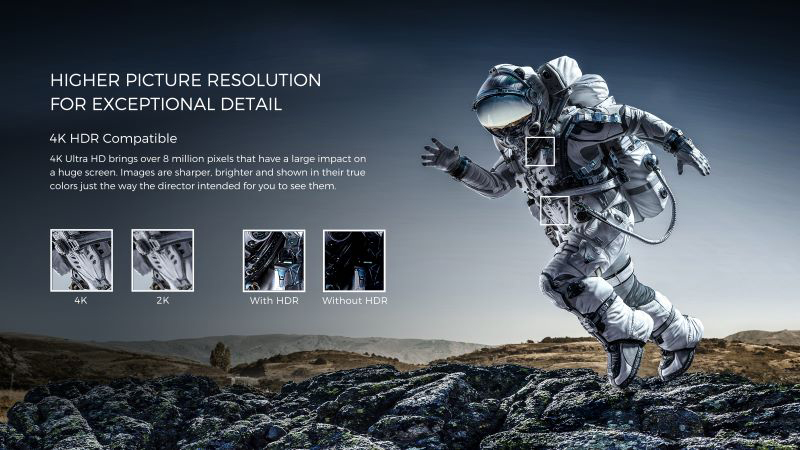 HIGHER PICTURE RESOLUTION
FOR EXCEPTIONAL DETAIL
4K HDR Compatible
4K Ultra HD brings over 8 million pixels that have a large impact on
a huge screen. Images are sharper, brighter and shown in their true
colors just the way the director intended for you to see them.
4K 2K With HDR Without HDR